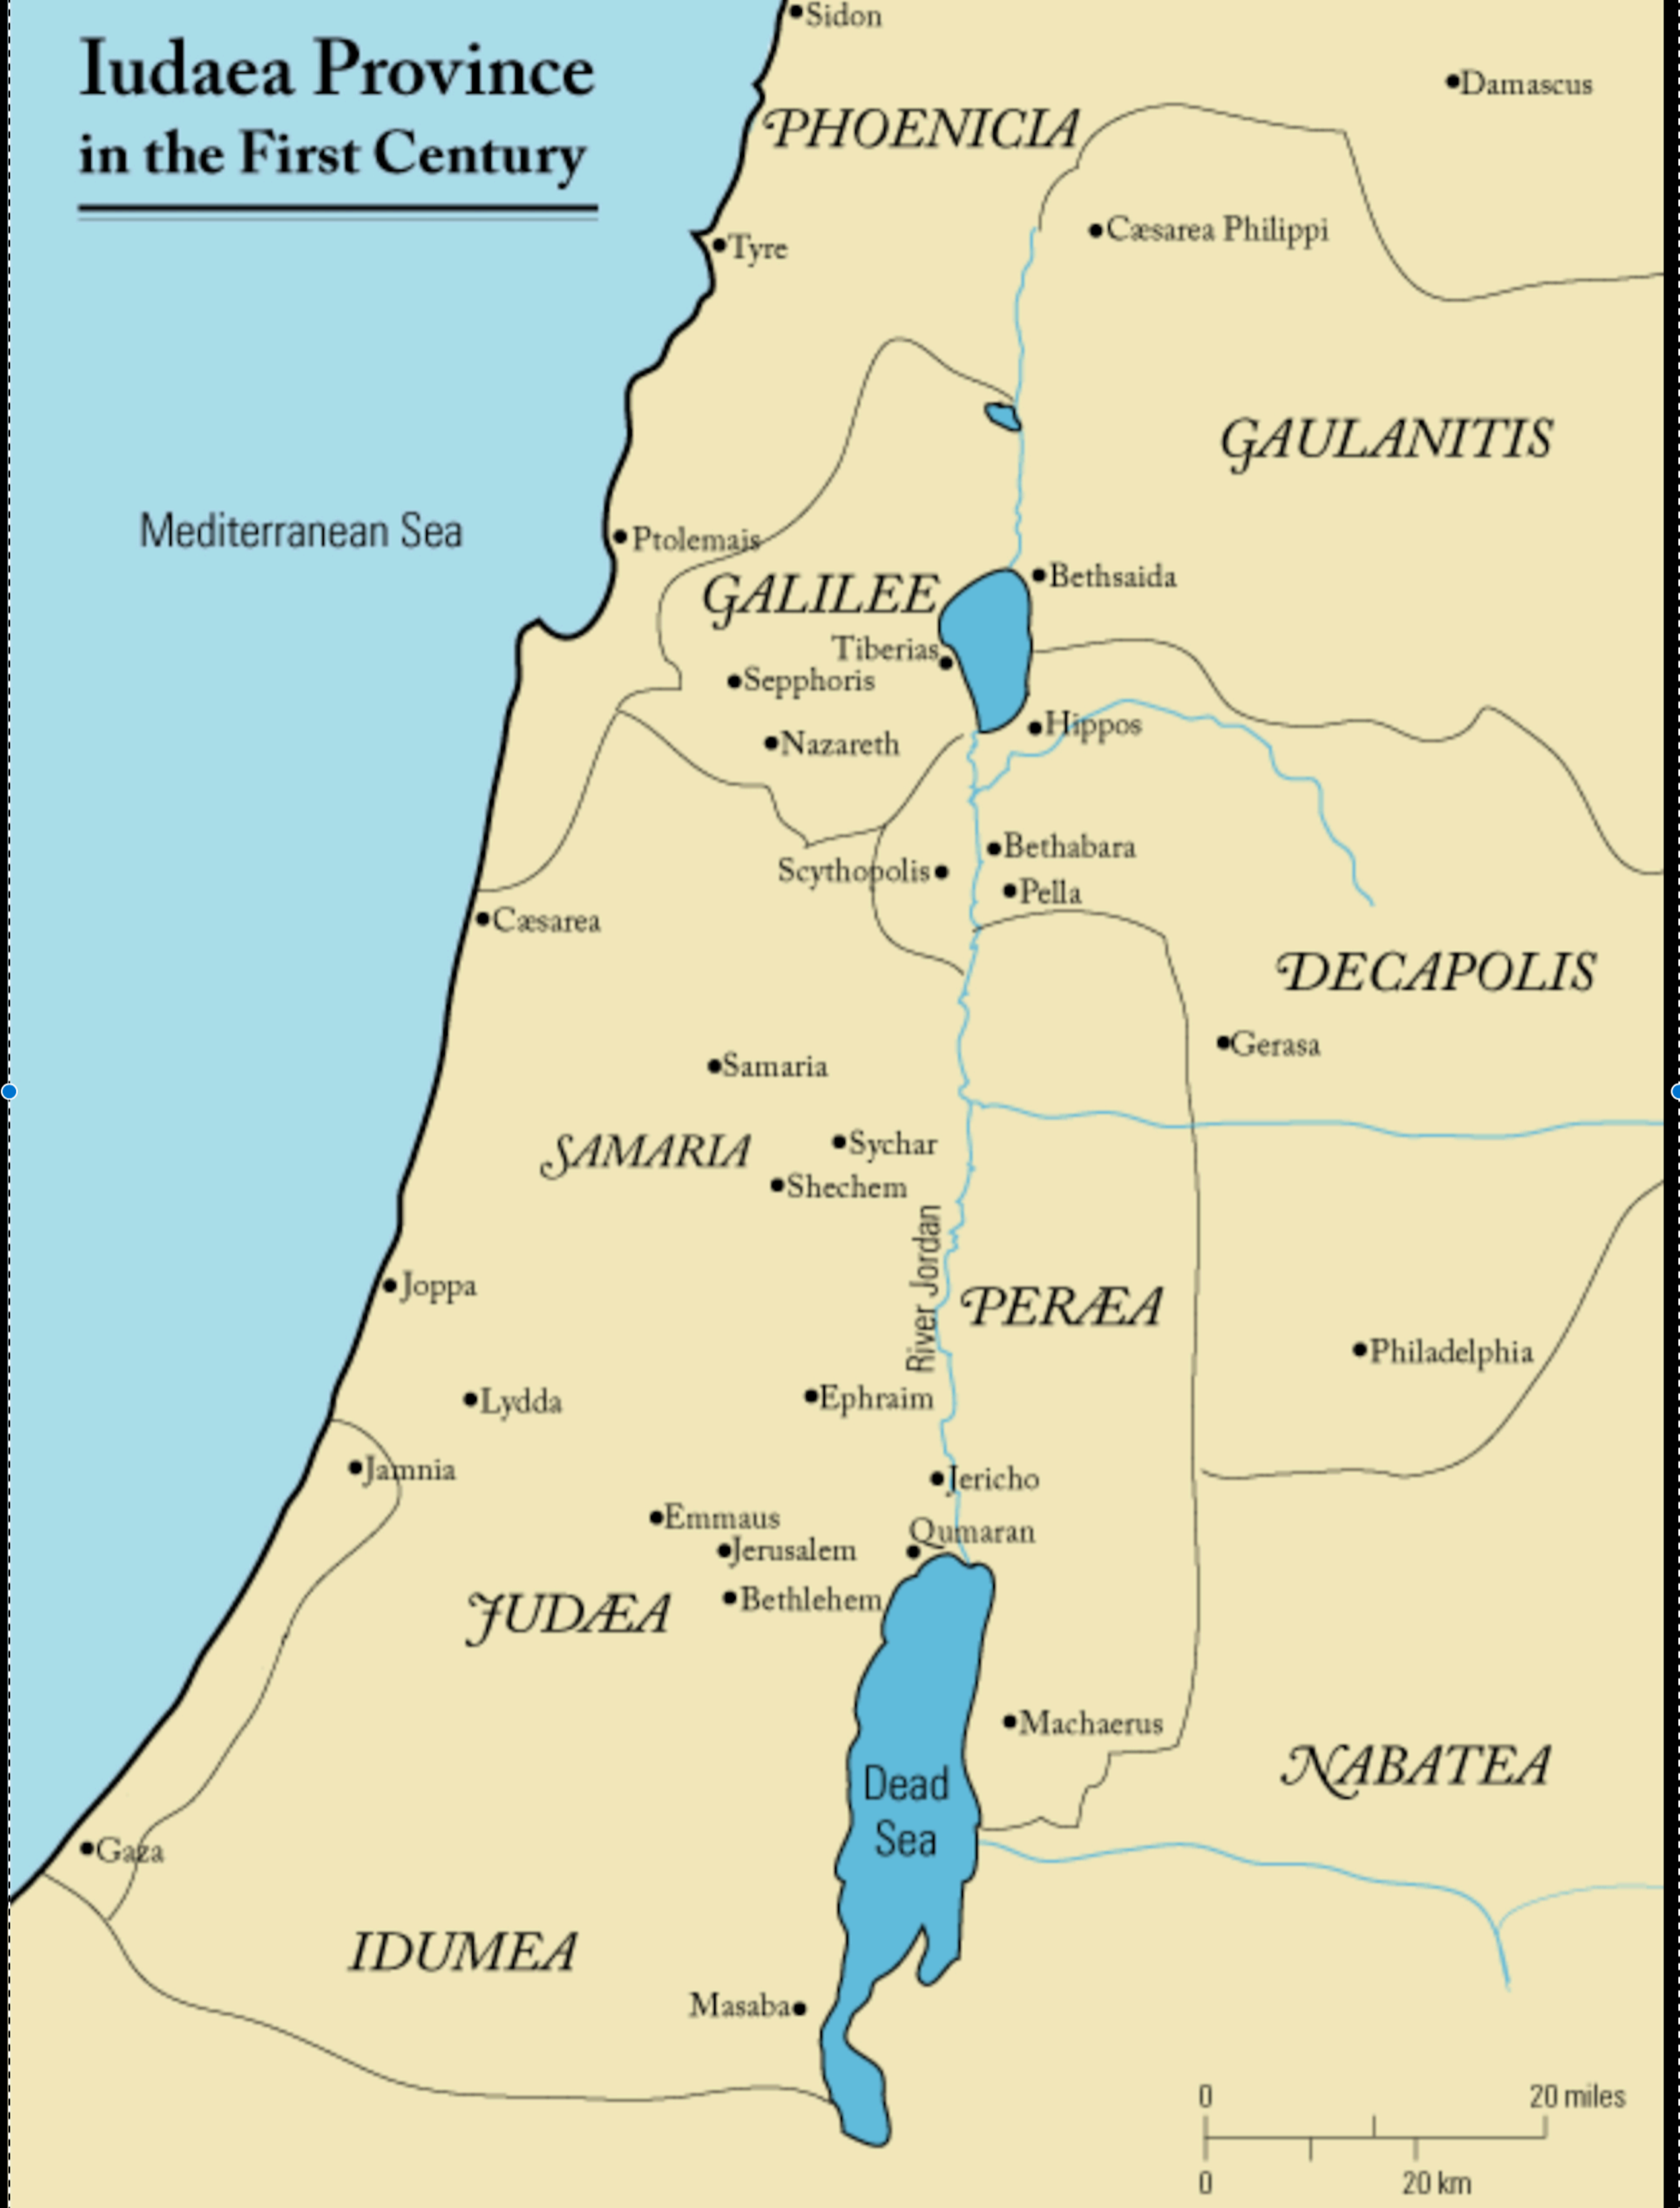 Iudaea Province
in the First Century
Sidon
Damascus
PHOENICIA
Cæsarea Philippi
Tyre
GAULANITIS
Mediterranean Sea
Ptolemais
Bethsaida
GALILEE
Tiberias
Sepphoris
Hippos
Nazareth
Bethabara
Scythopolis
Pella
Cæsarea
DECAPOLIS
Gerasa
Samaria
Sychar
SAMARIA
Shechem
River Jordan
Joppa
PERÆA
Philadelphia
Ephraim
Lydda
Jamnia
Jericho
Emmaus
Qumaran
Jerusalem
Bethlehem
JUDÆA
Machaerus
NABATEA
Dead
Sea
Gaza
IDUMEA
Masaba
0 20 miles
0 20 km